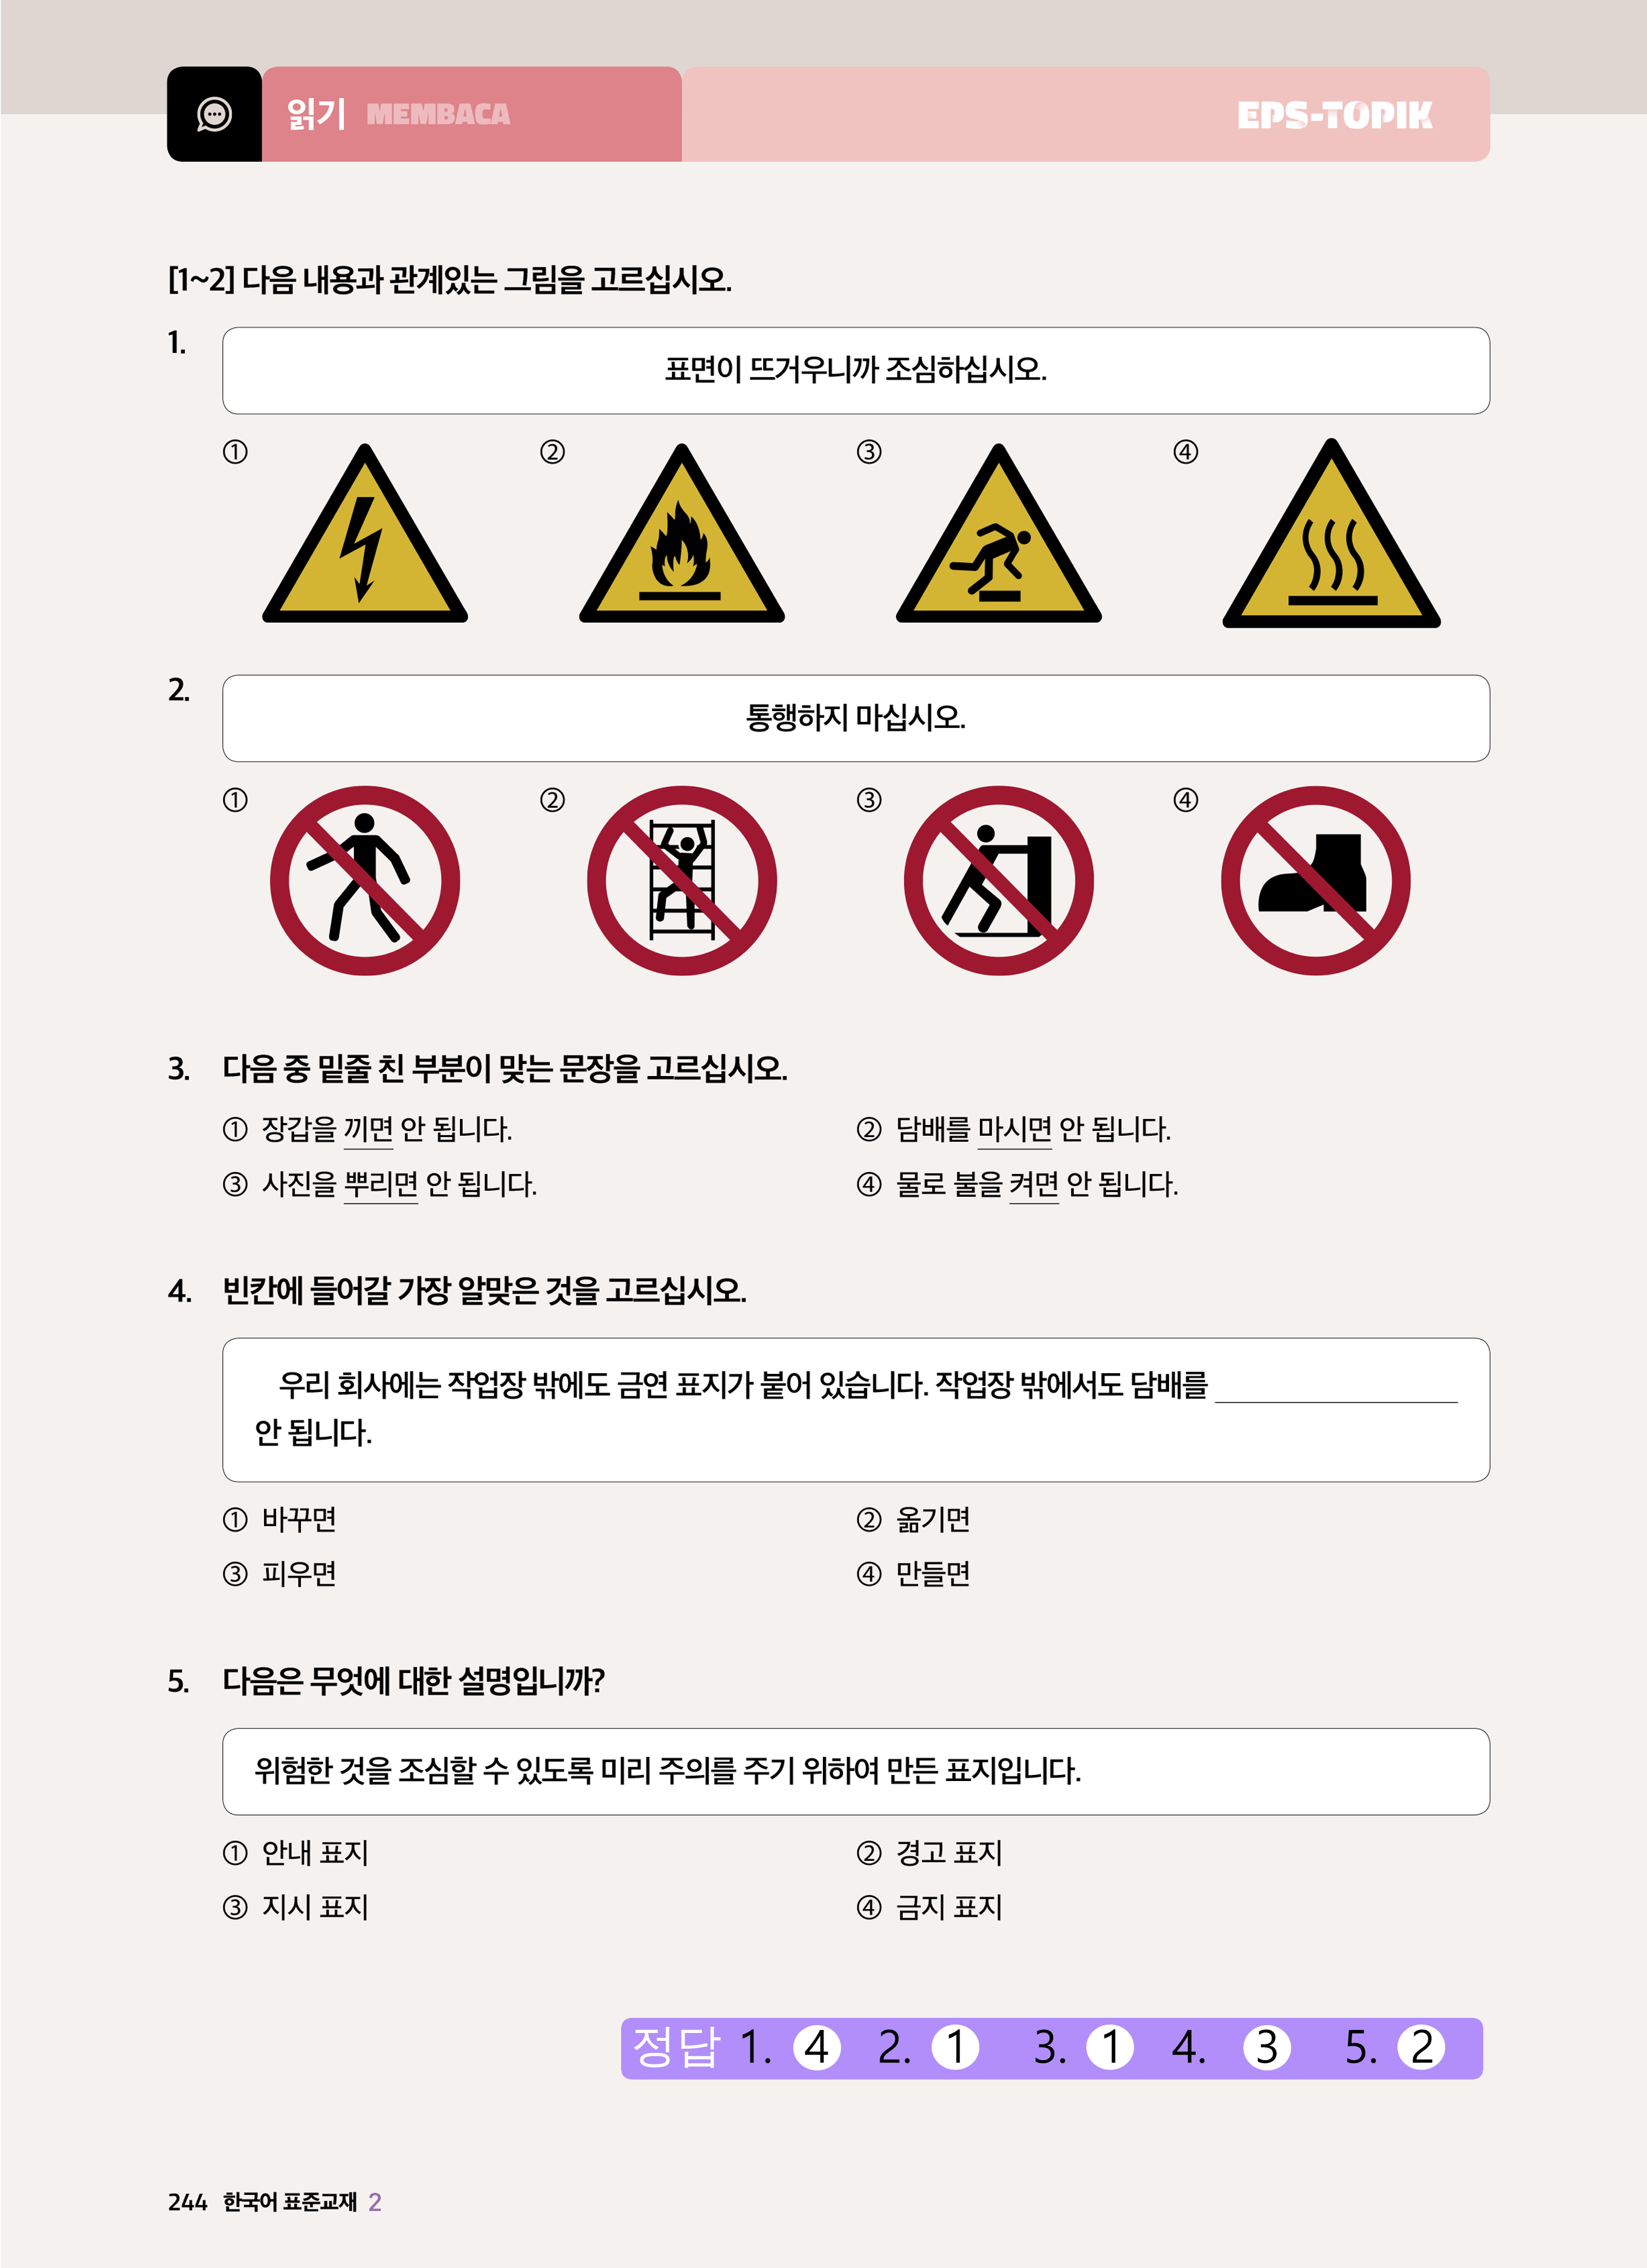 읽기 MEMBACA EPS-TOPIK
[1~2] 다음 내용과 관계있는 그림을 고르십시오.
1. 표면이 뜨거우니까 조심하십시오.
① ② ③ ④
2. 통행하지 마십시오.
① ② ③ ④
3. 다음 중 밑줄 친 부분이 맞는 문장을 고르십시오.
① 장갑을 끼면 안 됩니다. ② 담배를 마시면 안 됩니다.
③ 사진을 뿌리면 안 됩니다. ④ 물로 불을 켜면 안 됩니다.
4. 빈칸에 들어갈 가장 알맞은 것을 고르십시오.
우리 회사에는 작업장 밖에도 금연 표지가 붙어 있습니다. 작업장 밖에서도 담배를 ________
안 됩니다.
① 바꾸면 ② 옮기면
③ 피우면 ④ 만들면
5. 다음은 무엇에 대한 설명입니까?
위험한 것을 조심할 수 있도록 미리 주의를 주기 위하여 만든 표지입니다.
① 안내 표지 ② 경고 표지
③ 지시 표지 ④ 금지 표지
정답 1. 4 2. 1 3. 1 4. 3 5. 2
244 한국어 표준교재 2